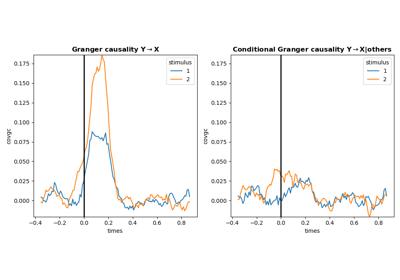 Granger causality Y→X
stimulus
1
2
covgc
0.175
0.150
0.125
0.100
0.075
0.050
0.025
0.000
−0.4 −0.2 0.0 0.2 0.4 0.6 0.8
times
Conditional Granger causality Y→X|others
stimulus
1
2
covgc
0.175
0.150
0.125
0.100
0.075
0.050
0.025
0.000
−0.4 −0.2 0.0 0.2 0.4 0.6 0.8
times